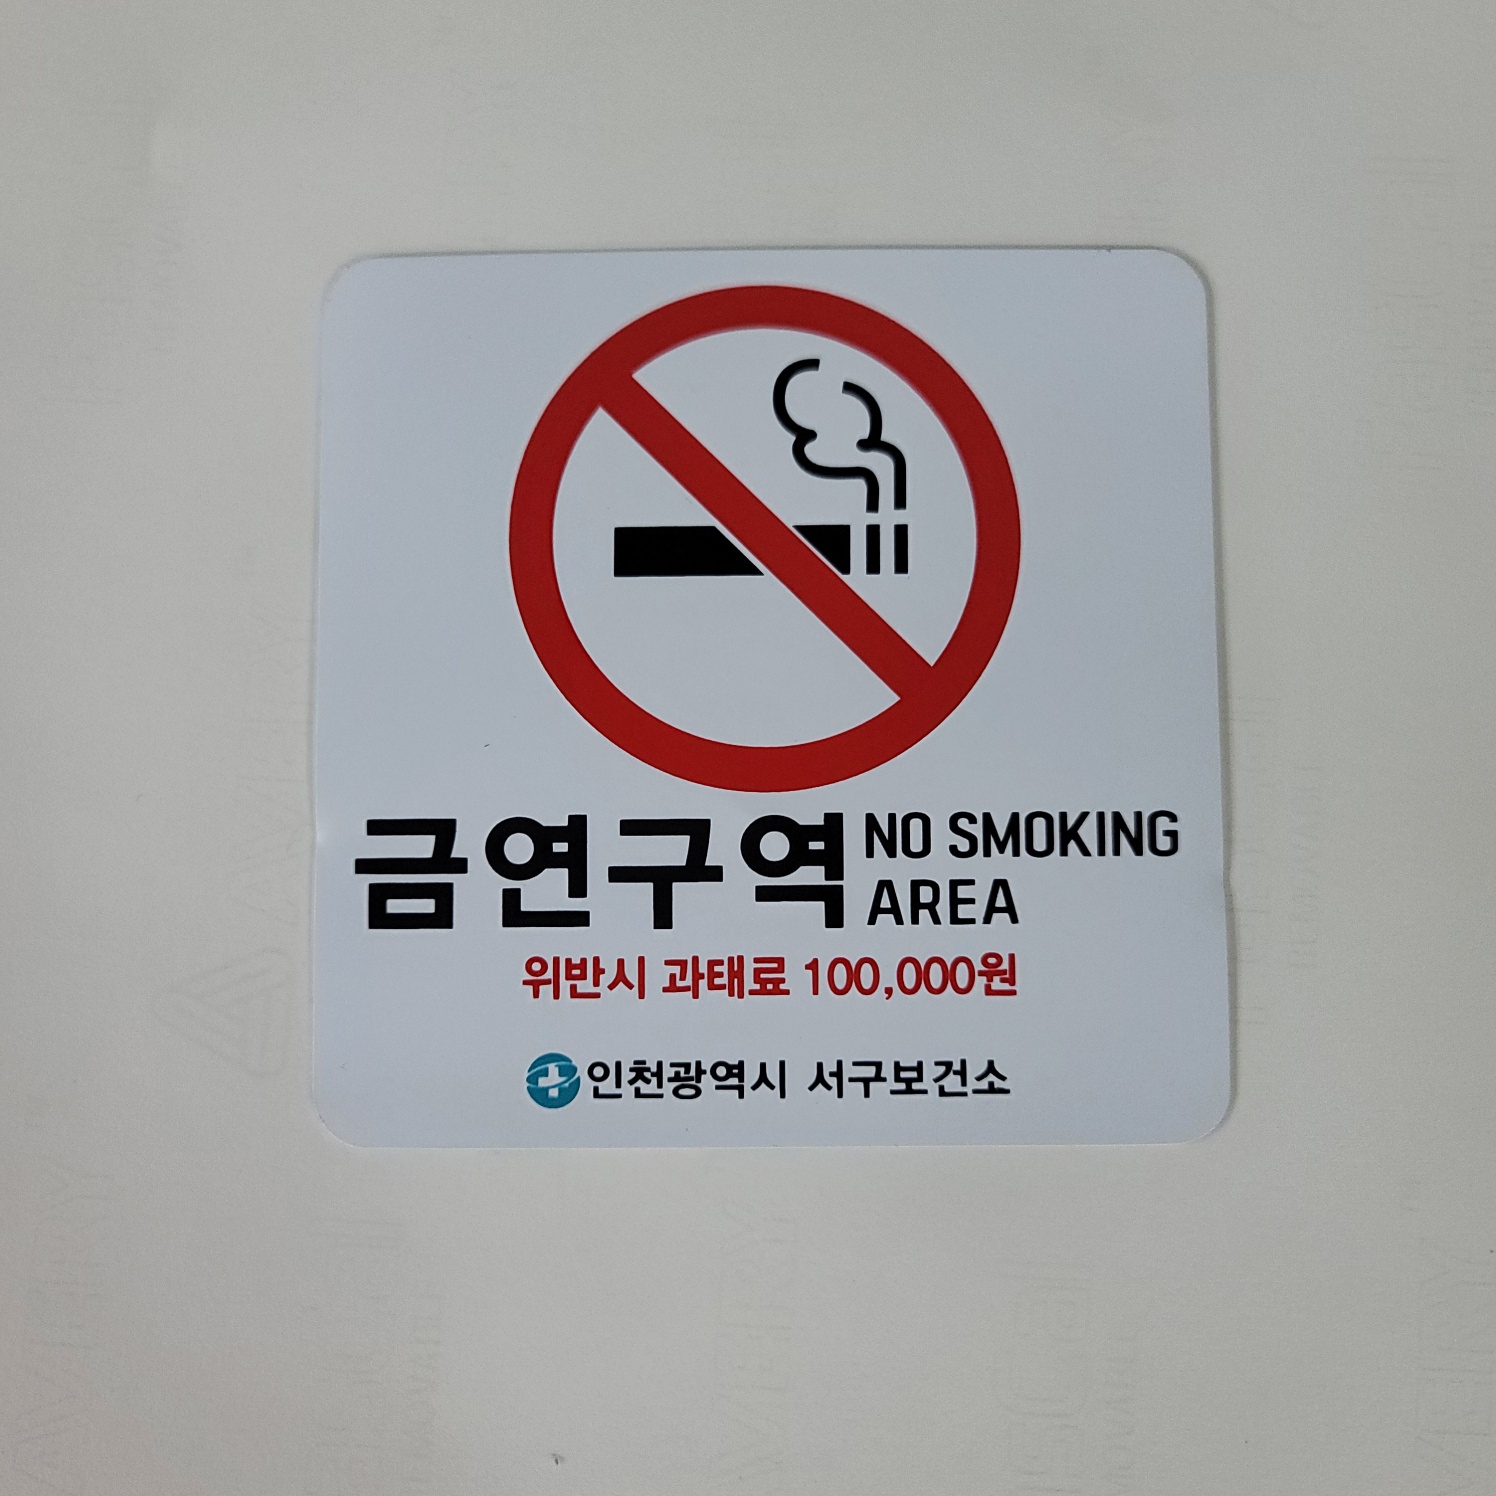 금연구역 NO SMOKING
AREA
위반시 과태료 100,000원
인천광역시 서구보건소